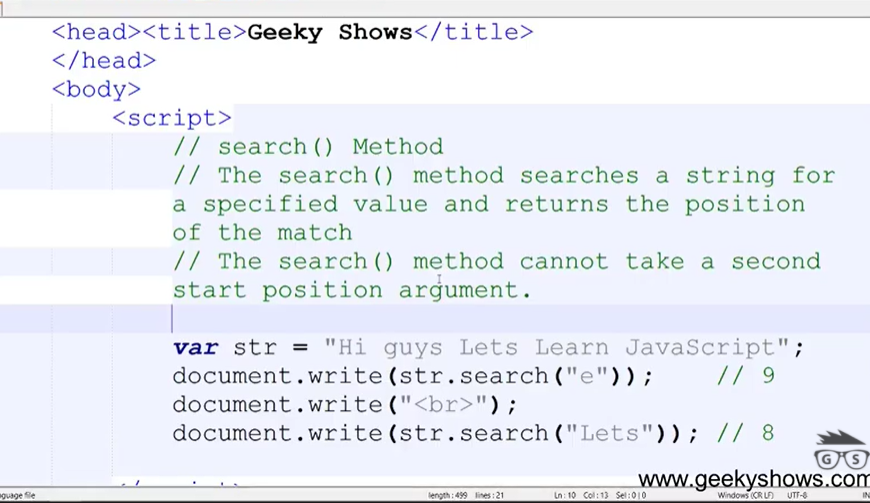 <head><title>Geeky Shows</title>
</head>
<body>
<script>
// search() Method
// The search() method searches a string for
a specified value and returns the position
of the match
// The search() method cannot take a second
start position argument.
var str = "Hi guys Lets Learn JavaScript";
document.write(str.search("e")); // 9
document.write("<br>");
document.write(str.search("Lets")); // 8
G S
www.geekyshows.com
nguage file length: 499 lines: 21 Ln: 10 Col: 13 Sel: 0 | 0 Windows (CR LF) UTF-8 IN